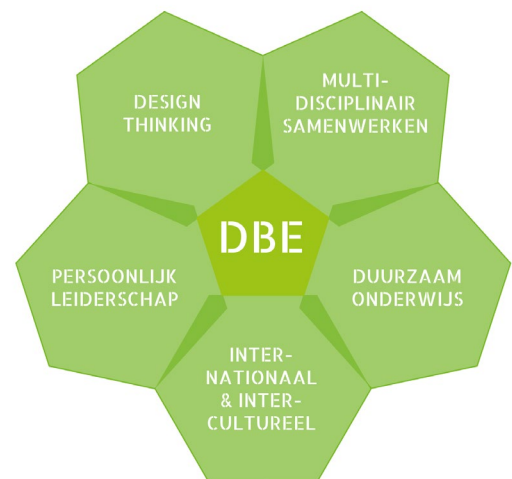 DESIGN
THINKING
MULTI-
DISCIPLINAIR
SAMENWERKEN
DBE
PERSOONLIJK
LEIDERSCHAP
DUURZAAM
ONDERWIJS
INTER-
NATIONAAL
& INTER-
CULTUREEL